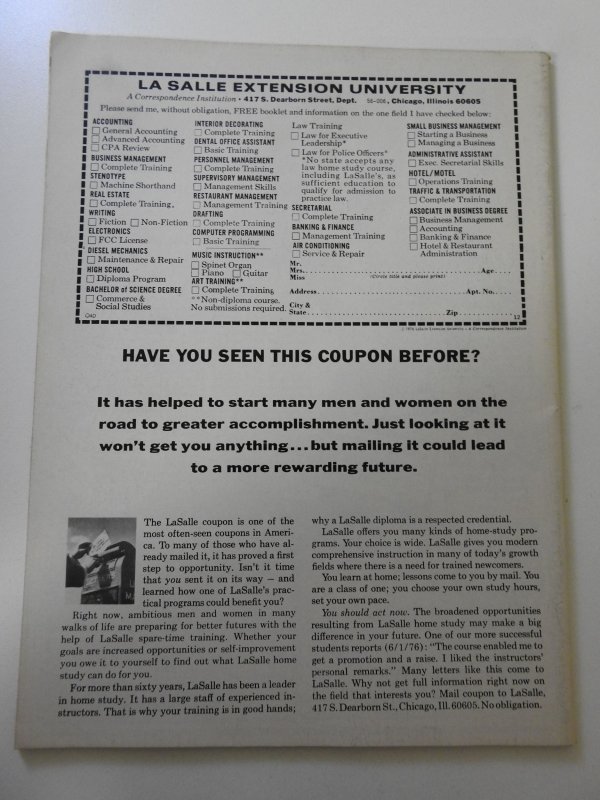 LA SALLE EXTENSION UNIVERSITY
A Correspondence Institution • 417 S. Dearborn Street, Dept. 56-006, Chicago, Illinois 60605
Please send me, without obligation, FREE booklet and information on the one field I have checked below:
ACCOUNTING
General Accounting
Advanced Accounting
CPA Review
BUSINESS MANAGEMENT
Complete Training
STENOTYPE
Machine Shorthand
REAL ESTATE
Complete Training
WRITING
Fiction Non-Fiction
ELECTRONICS
FCC License
DIESEL MECHANICS
Maintenance & Repair
HIGH SCHOOL
Diploma Program
BACHELOR of SCIENCE DEGREE
Commerce &
Social Studies
INTERIOR DECORATING
Complete Training
DENTAL OFFICE ASSISTANT
Basic Training
PERSONNEL MANAGEMENT
Complete Training
SUPERVISORY MANAGEMENT
Management Skills
RESTAURANT MANAGEMENT
Management Training
DRAFTING
Complete Training
COMPUTER PROGRAMMING
Basic Training
MUSIC INSTRUCTION**
Spinet Organ
Piano Guitar
ART TRAINING**
Complete Training
**Non-diploma course.
No submissions required.
Law Training
Law for Executive
Leadership*
Law for Police Officers*
*No state accepts any
law home study course,
including LaSalle's, as
sufficient education to
qualify for admission to
practice law.
SECRETARIAL
Complete Training
BANKING & FINANCE
Management Training
AIR CONDITIONING
Service & Repair
SMALL BUSINESS MANAGEMENT
Starting a Business
Managing a Business
ADMINISTRATIVE ASSISTANT
Exec. Secretarial Skills
HOTEL/MOTEL
Operations Training
TRAFFIC & TRANSPORTATION
Complete Training
ASSOCIATE IN BUSINESS DEGREE
Business Management
Accounting
Banking & Finance
Hotel & Restaurant
Administration
Mr.
Mrs. Age
Miss (Circle title and please print)
Address Apt. No.
City &
State Zip
12
© 1976 LaSalle Extension University • A Correspondence Institution
HAVE YOU SEEN THIS COUPON BEFORE?
It has helped to start many men and women on the
road to greater accomplishment. Just looking at it
won't get you anything...but mailing it could lead
to a more rewarding future.
The LaSalle coupon is one of the
most often-seen coupons in Ameri-
ca. To many of those who have al-
ready mailed it, it has proved a first
step to opportunity. Isn't it time
that you sent it on its way — and
learned how one of LaSalle's prac-
tical programs could benefit you?
Right now, ambitious men and women in many
walks of life are preparing for better futures with the
help of LaSalle spare-time training. Whether your
goals are increased opportunities or self-improvement
you owe it to yourself to find out what LaSalle home
study can do for you.
For more than sixty years, LaSalle has been a leader
in home study. It has a large staff of experienced in-
structors. That is why your training is in good hands;
why a LaSalle diploma is a respected credential.
LaSalle offers you many kinds of home-study pro-
grams. Your choice is wide. LaSalle gives you modern
comprehensive instruction in many of today's growth
fields where there is a need for trained newcomers.
You learn at home; lessons come to you by mail. You
are a class of one; you choose your own study hours,
set your own pace.
You should act now. The broadened opportunities
resulting from LaSalle home study may make a big
difference in your future. One of our more successful
students reports (6/1/76): "The course enabled me to
get a promotion and a raise. I liked the instructors'
personal remarks." Many letters like this come to
LaSalle. Why not get full information right now on
the field that interests you? Mail coupon to LaSalle,
417 S. Dearborn St., Chicago, Ill. 60605. No obligation.